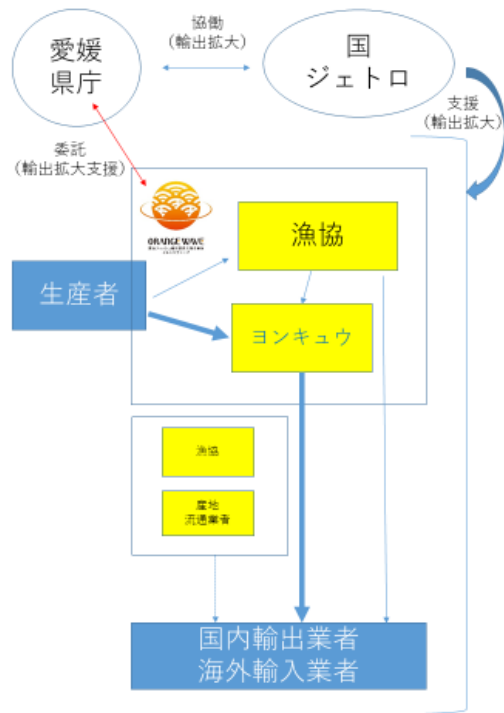 協働
（輸出拡大）
愛媛
県庁
国
ジェトロ
支援
（輸出拡大）
委託
（輸出拡大支援）
ORANGE WAVE
漁協
生産者
ヨンキュウ
漁協
産地
流通業者
国内輸出業者
海外輸入業者